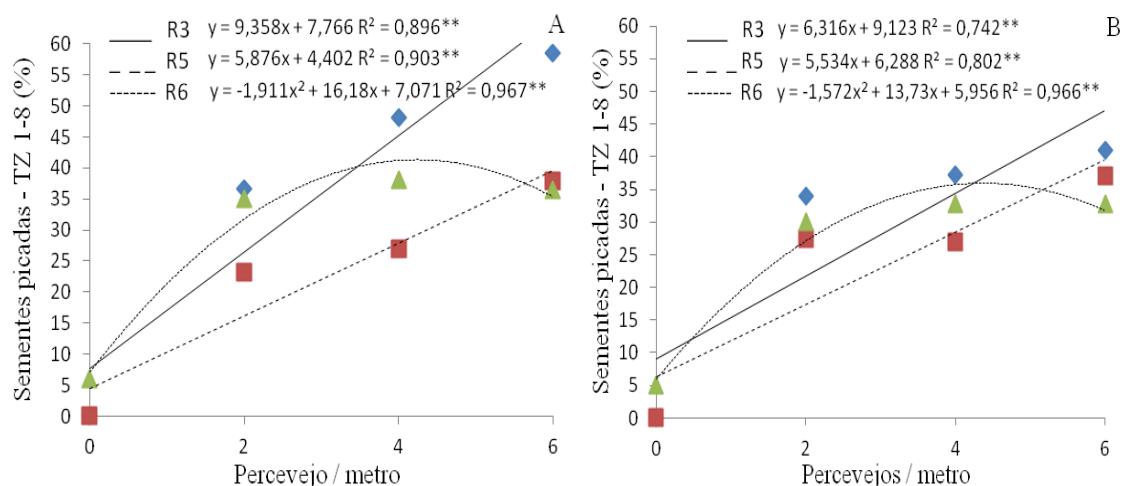 A
R3 y = 9,358x + 7,766 R² = 0,896**
R5 y = 5,876x + 4,402 R² = 0,903**
R6 y = -1,911x² + 16,18x + 7,071 R² = 0,967**
Sementes picadas - TZ 1-8 (%)
60
55
50
45
40
35
30
25
20
15
10
5
0
0 2 4 6
Percevejo / metro
B
R3 y = 6,316x + 9,123 R² = 0,742**
R5 y = 5,534x + 6,288 R² = 0,802**
R6 y = -1,572x² + 13,73x + 5,956 R² = 0,966**
Sementes picadas - TZ 1-8 (%)
60
55
50
45
40
35
30
25
20
15
10
5
0
0 2 4 6
Percevejos / metro